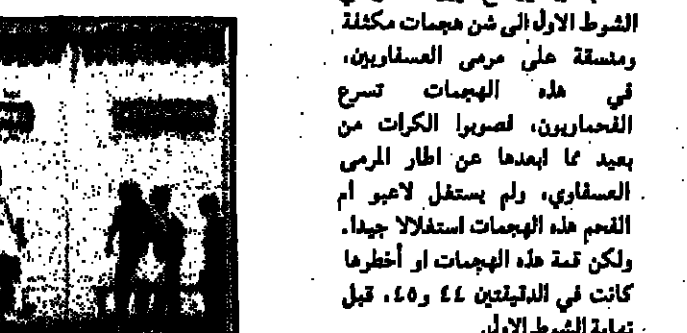 الشوط الاول الى شن هجمات مكثفة
ومنسقة على مرمى العسفاويين،
في هذه الهجمات تسرع
الفحماويون، فصوبوا الكرات من
بعيد مما ابعدها عن اطار المرمى
العسفاوي، ولم يستغل لاعبو ام
الفحم هذه الهجمات استغلالا جيدا.
ولكن قمة هذه الهجمات او أخطرها
كانت في الدقيقتين ٤٤ و٤٥، قبل
نهاية الشوط الاول.